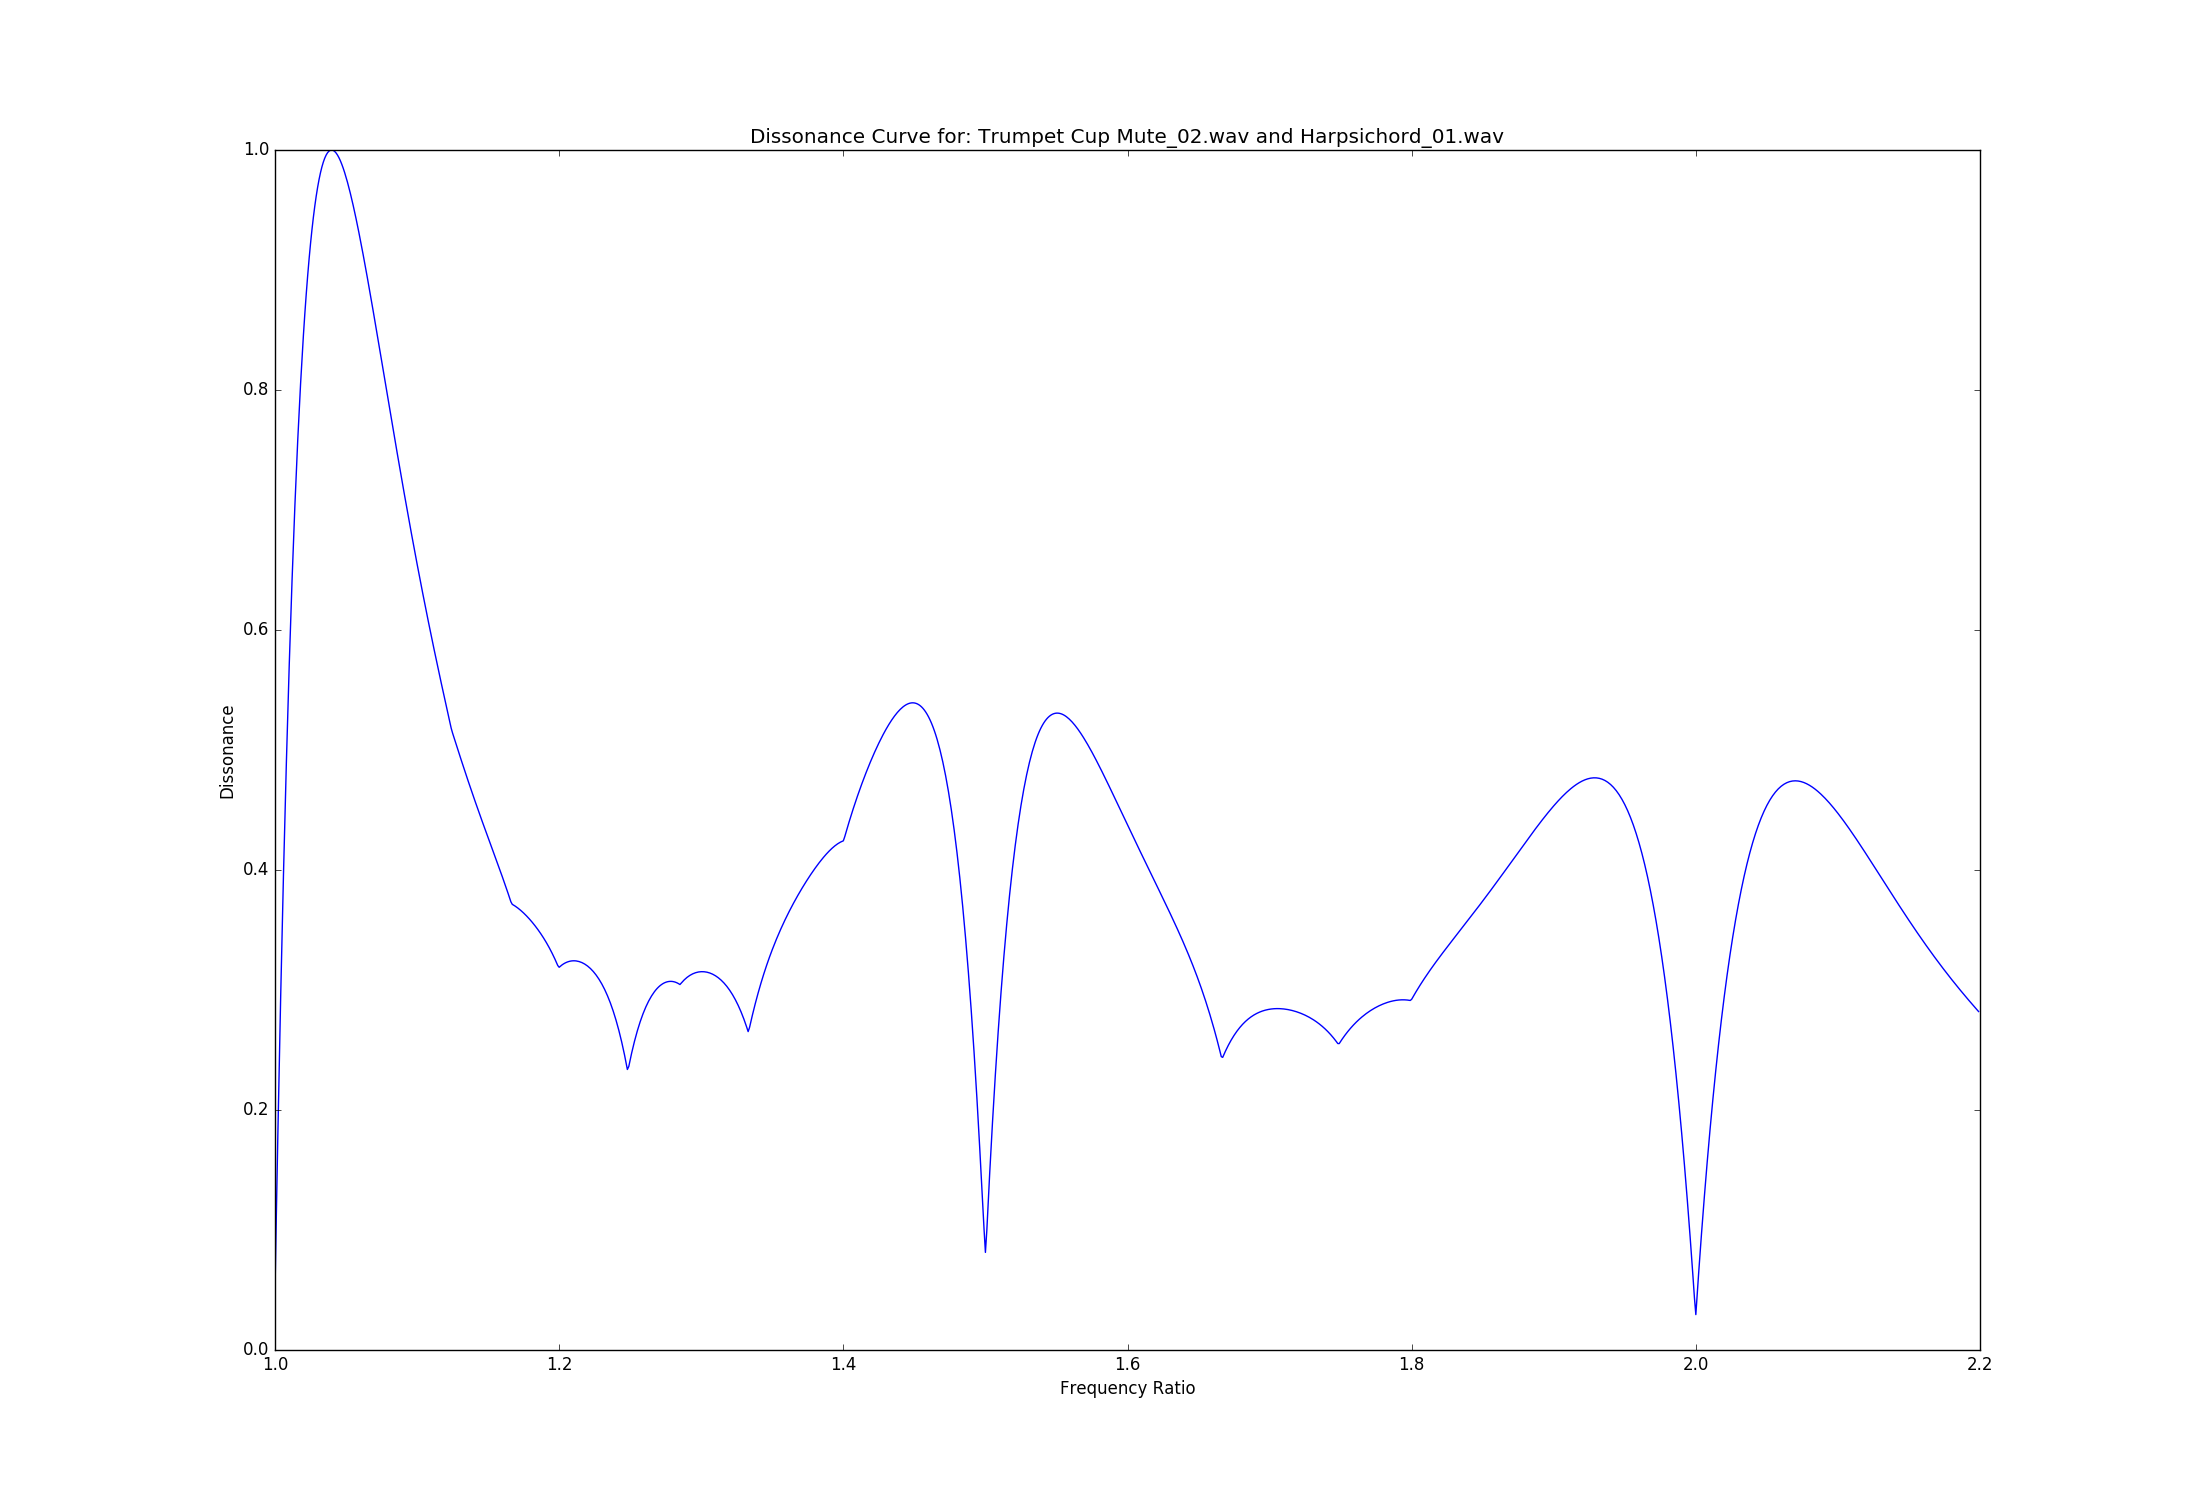 Dissonance Curve for: Trumpet Cup Mute_02.wav and Harpsichord_01.wav
1.0
0.8
0.6
0.4
0.2
0.0
Dissonance
1.0 1.2 1.4 1.6 1.8 2.0 2.2
Frequency Ratio